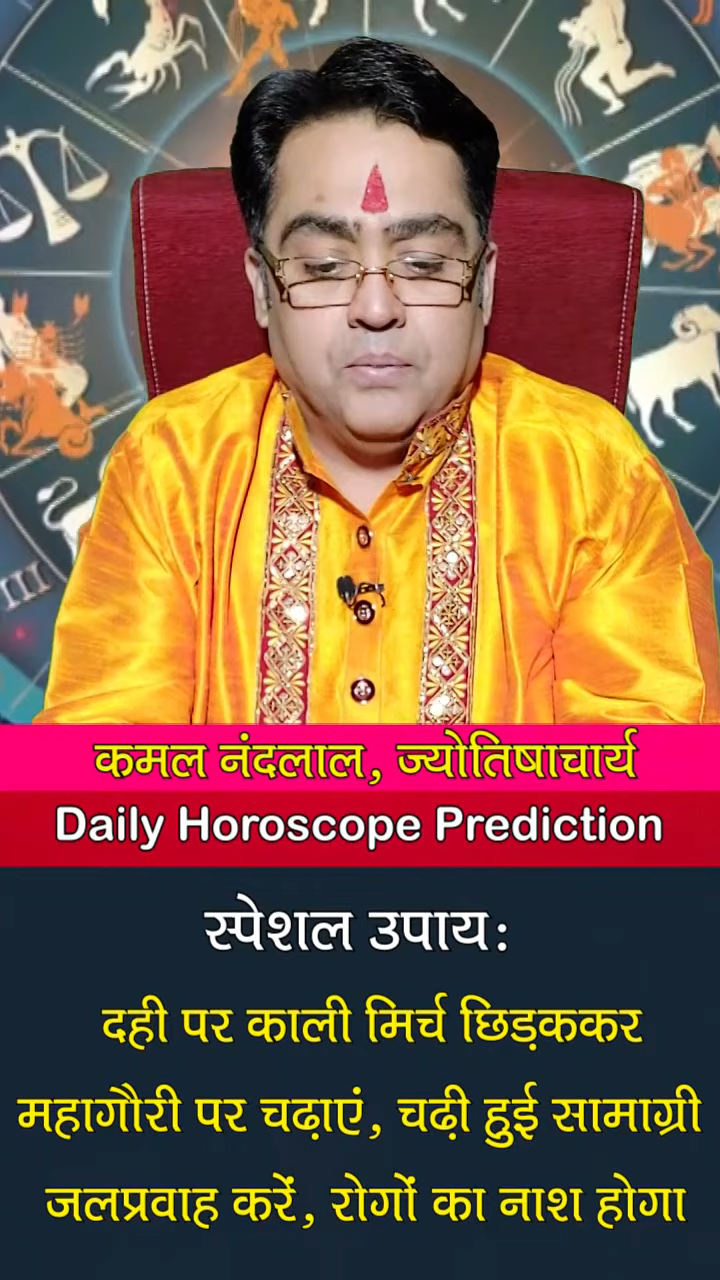 कमल नंदलाल, ज्योतिषाचार्य
Daily Horoscope Prediction
स्पेशल उपाय:
दही पर काली मिर्च छिड़ककर
महागौरी पर चढ़ाएं, चढ़ी हुई सामाग्री
जलप्रवाह करें, रोगों का नाश होगा